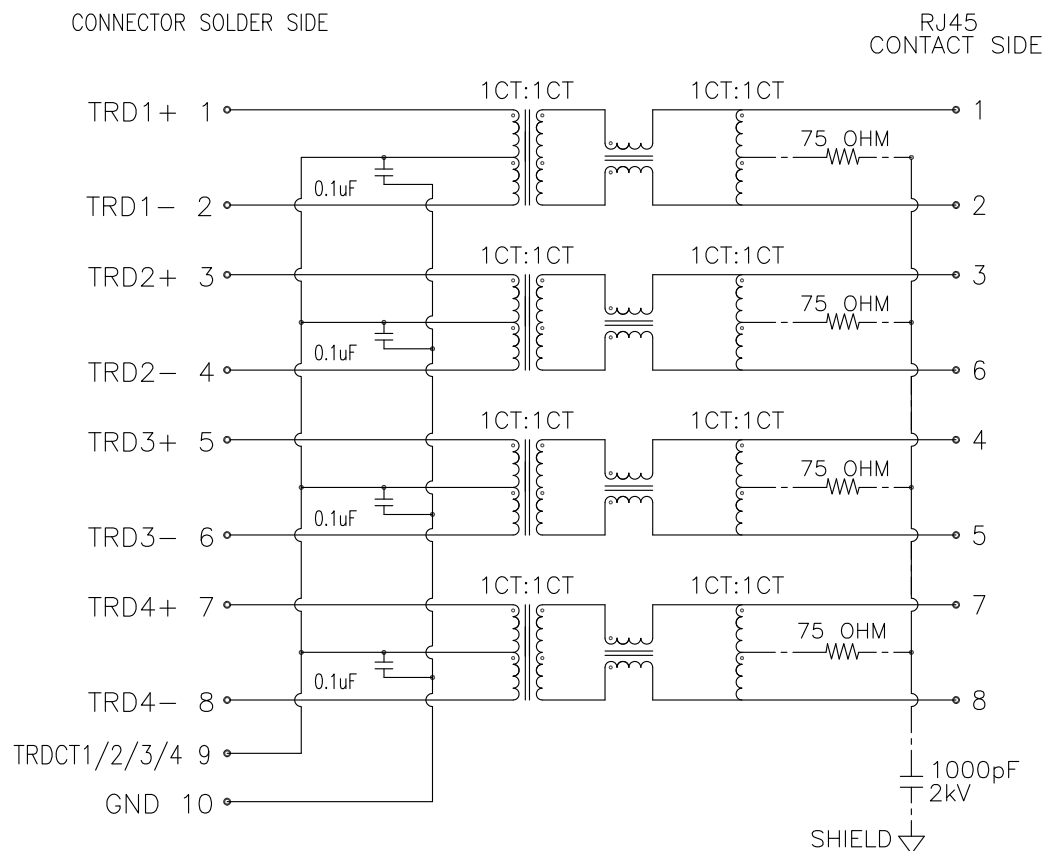 CONNECTOR SOLDER SIDE
RJ45
CONTACT SIDE
1CT:1CT 1CT:1CT
TRD1+ 1
1
75 OHM
0.1uF
TRD1- 2
2
1CT:1CT 1CT:1CT
TRD2+ 3
3
75 OHM
0.1uF
TRD2- 4
6
1CT:1CT 1CT:1CT
TRD3+ 5
4
75 OHM
0.1uF
TRD3- 6
5
1CT:1CT 1CT:1CT
TRD4+ 7
7
75 OHM
0.1uF
TRD4- 8
8
TRDCT1/2/3/4 9
1000pF
2kV
GND 10
SHIELD